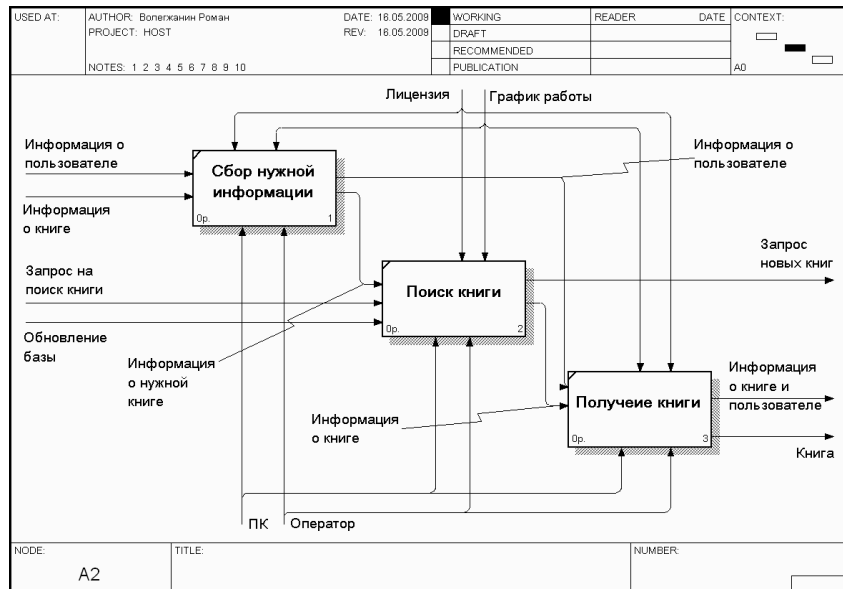 USED AT:
AUTHOR: Волегжанин Роман
DATE: 16.05.2009
PROJECT: HOST
REV: 16.05.2009
NOTES: 1 2 3 4 5 6 7 8 9 10
WORKING
DRAFT
RECOMMENDED
PUBLICATION
READER
DATE
CONTEXT:
A0
Лицензия
График работы
Информация о
пользователе
Информация
о книге
Сбор нужной
информации
0р.
1
Информация о
пользователе
Запрос на
поиск книги
Обновление
базы
Поиск книги
0р.
2
Запрос
новых книг
Информация
о нужной
книге
Информация
о книге
Получеие книги
0р.
3
Информация
о книге и
пользователе
Книга
ПК
Оператор
NODE:
A2
TITLE:
NUMBER: